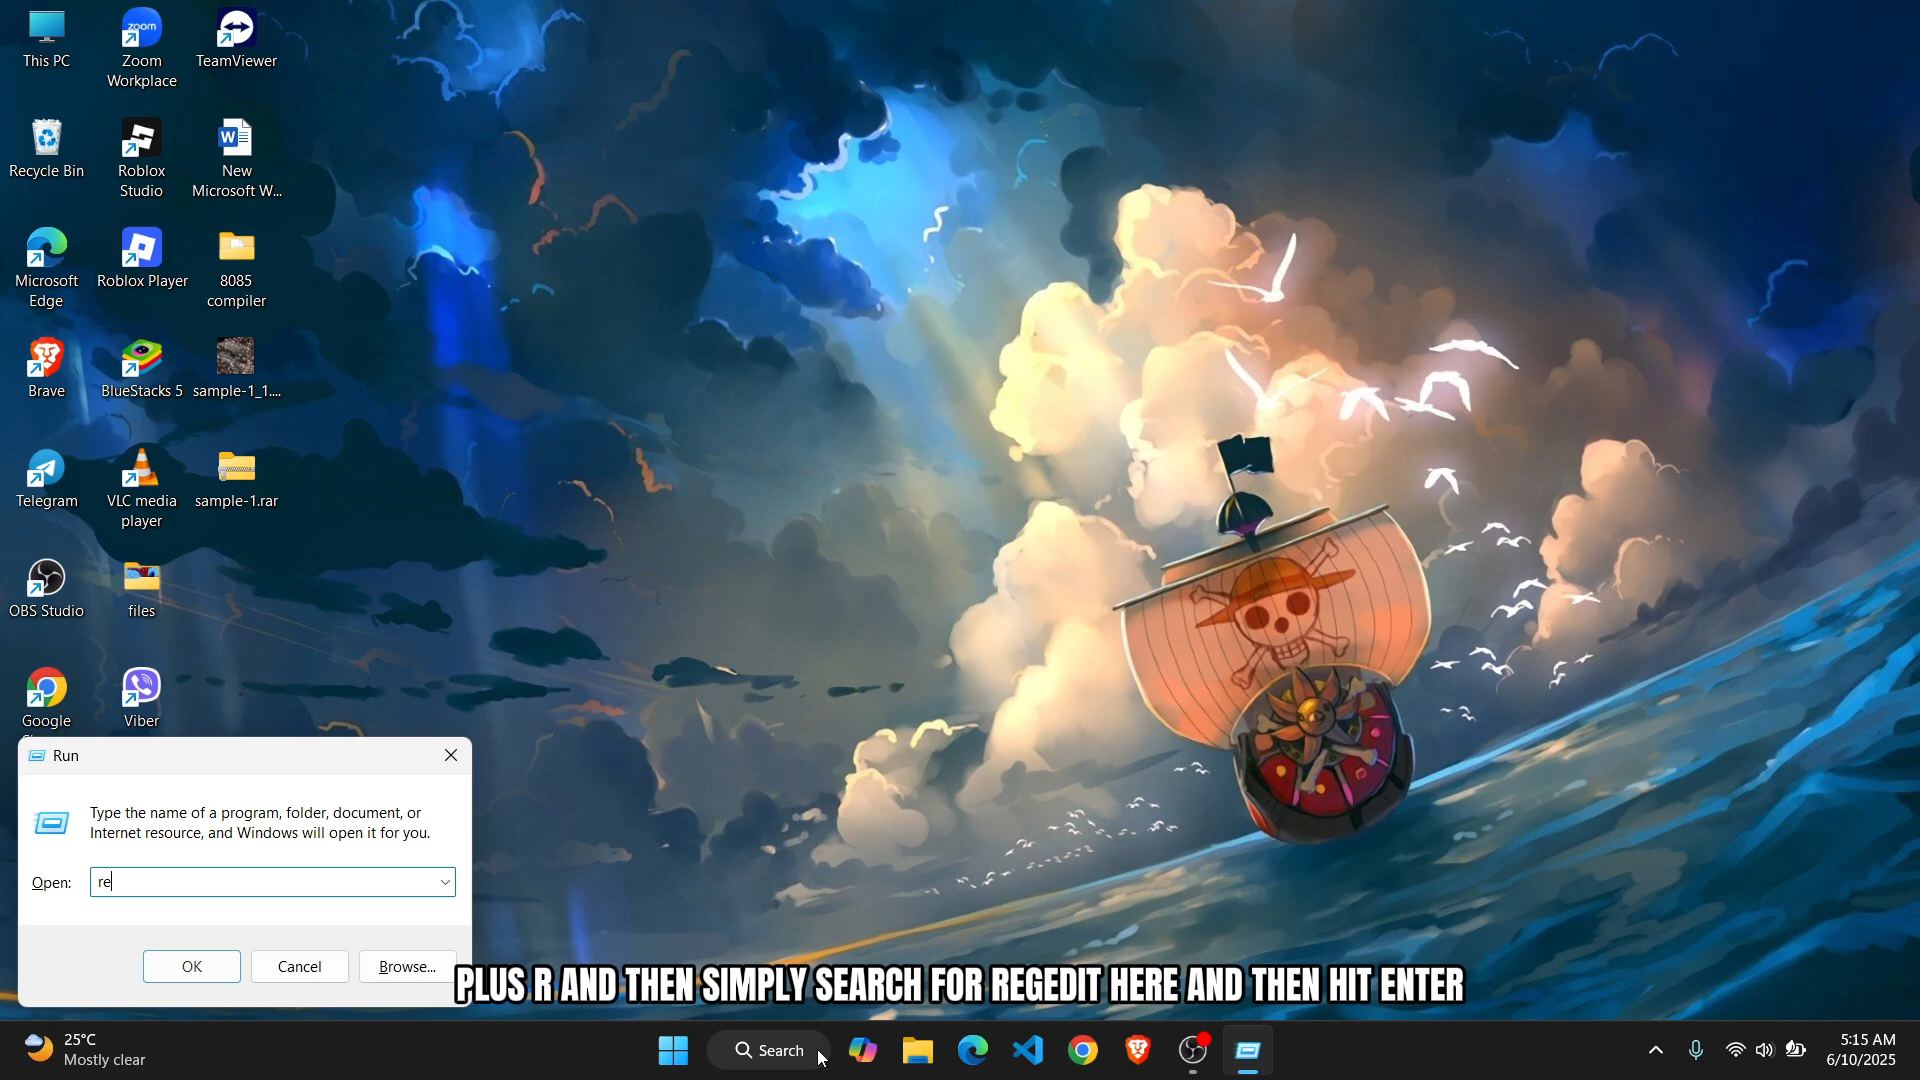 This PC
Zoom
Workplace
TeamViewer
Recycle Bin
Roblox
Studio
New
Microsoft W...
Microsoft
Edge
Roblox Player
8085
compiler
Brave
BlueStacks 5
sample-1_1....
Telegram
VLC media
player
sample-1.rar
OBS Studio
files
Google
Viber
Run
Type the name of a program, folder, document, or
Internet resource, and Windows will open it for you.
Open:
re
OK
Cancel
Browse...
PLUS R AND THEN SIMPLY SEARCH FOR REGEDIT HERE AND THEN HIT ENTER
25°C
Mostly clear
Search
5:15 AM
6/10/2025